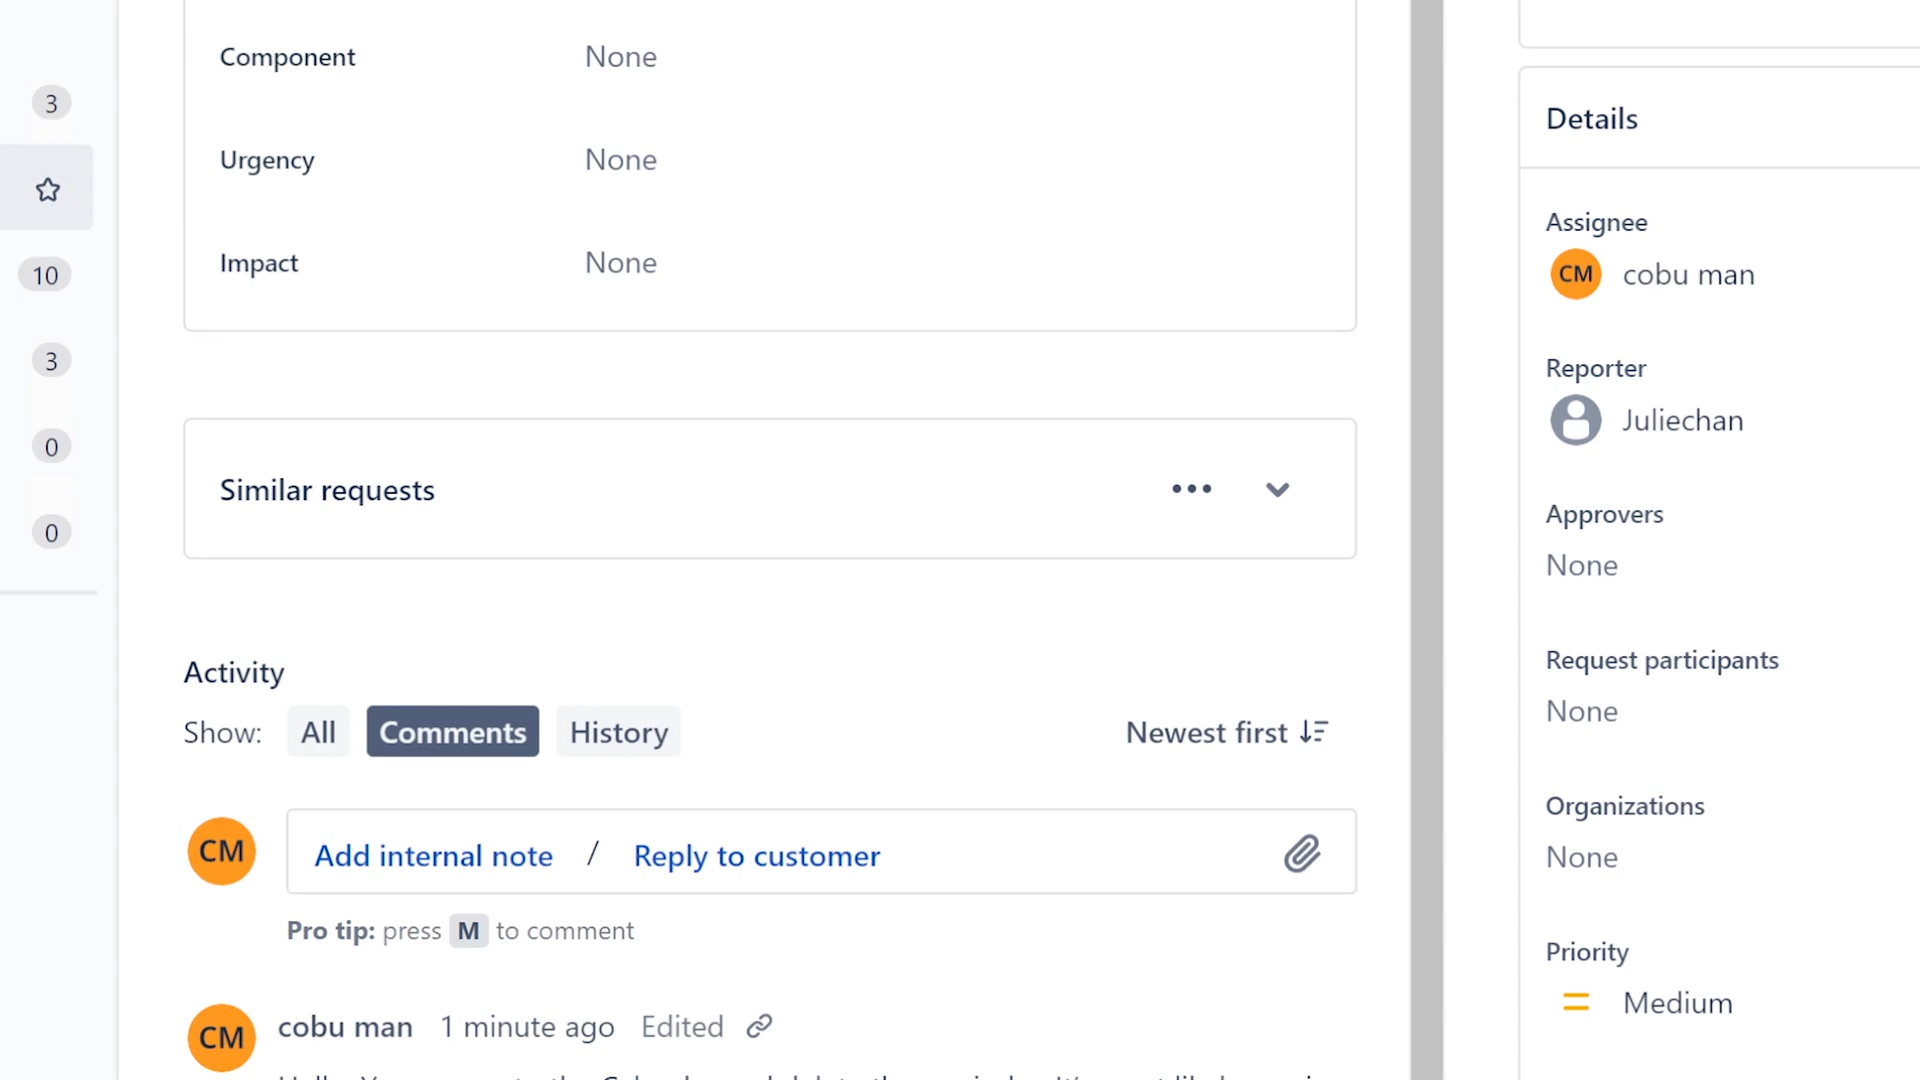 Component None
Urgency None
Impact None
3
10
3
0
0
Similar requests
Activity
Show: All Comments History Newest first
CM Add internal note / Reply to customer
Pro tip: press M to comment
CM cobu man 1 minute ago Edited
Details
Assignee
CM cobu man
Reporter
Juliechan
Approvers
None
Request participants
None
Organizations
None
Priority
Medium